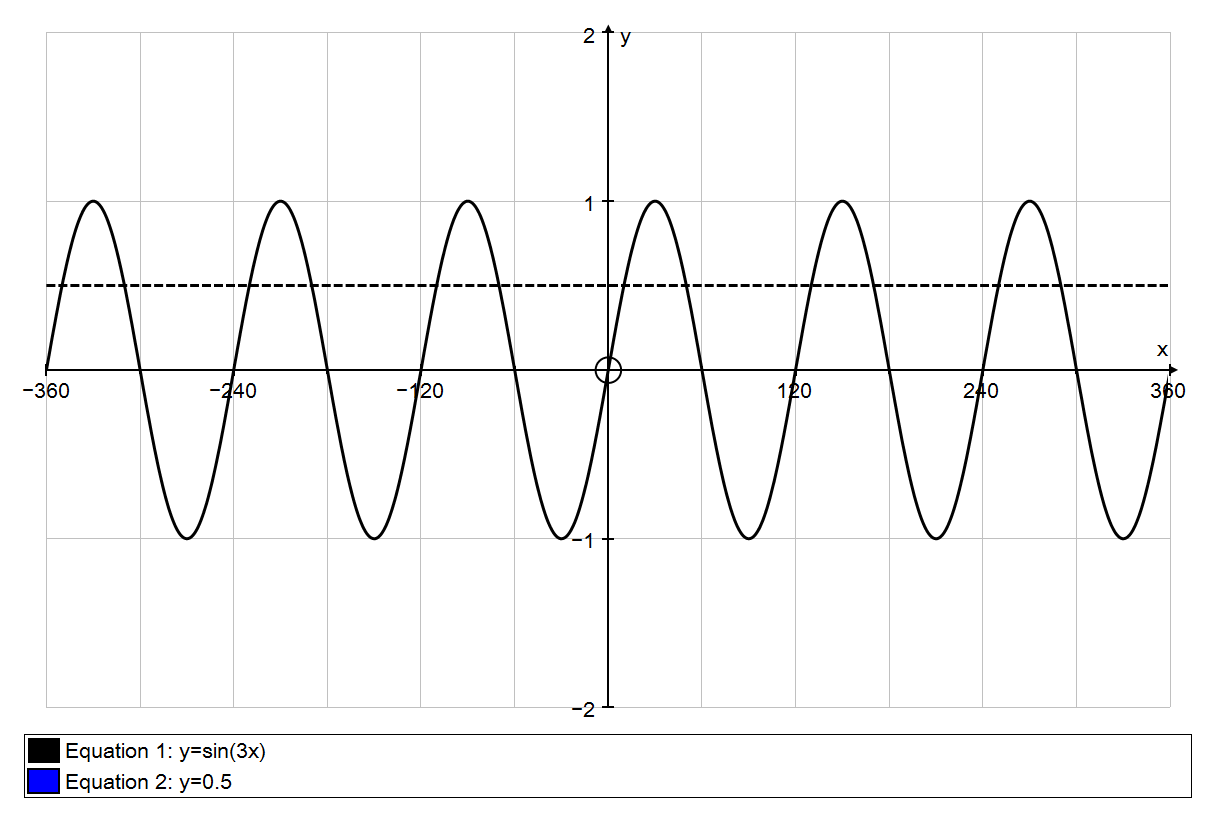 2 y
1
x
−360 −240 −120 120 240 360
−1
−2
Equation 1: y=sin(3x)
Equation 2: y=0.5